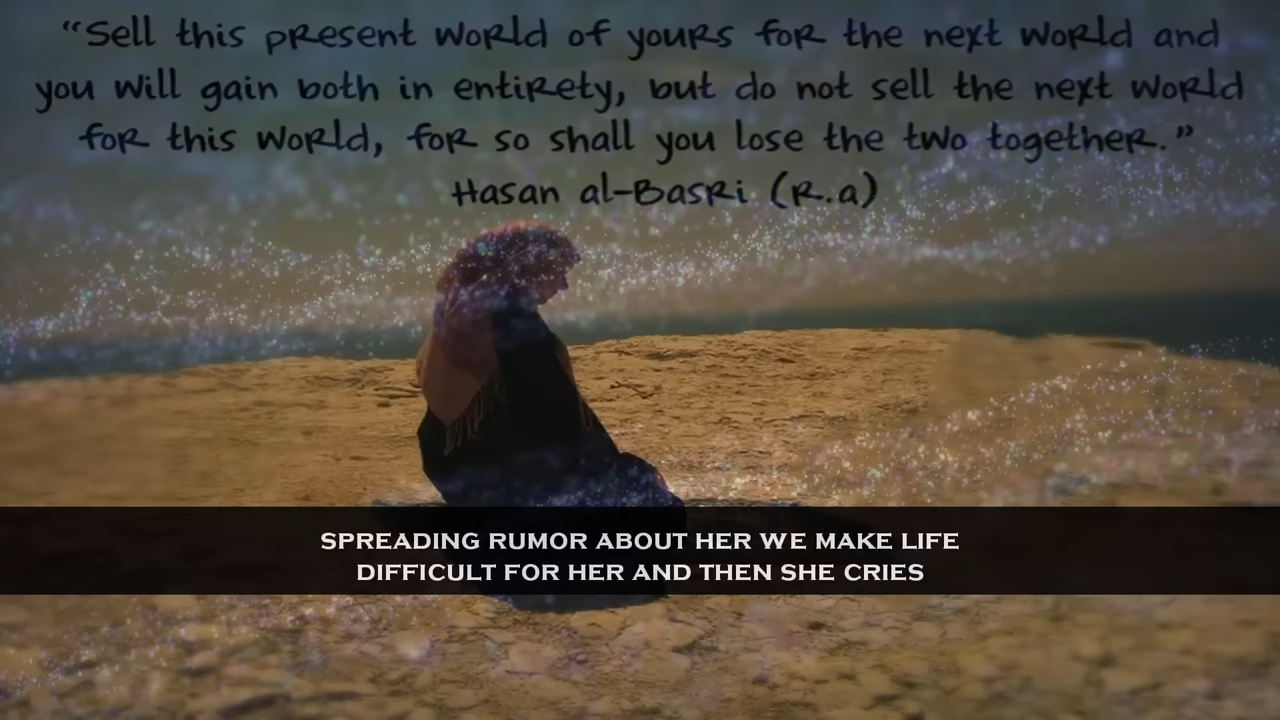 “Sell this present world of yours for the next world and
you will gain both in entirety, but do not sell the next world
for this world, for so shall you lose the two together.”
Hasan al-Basri (R.a)
SPREADING RUMOR ABOUT HER WE MAKE LIFE
DIFFICULT FOR HER AND THEN SHE CRIES